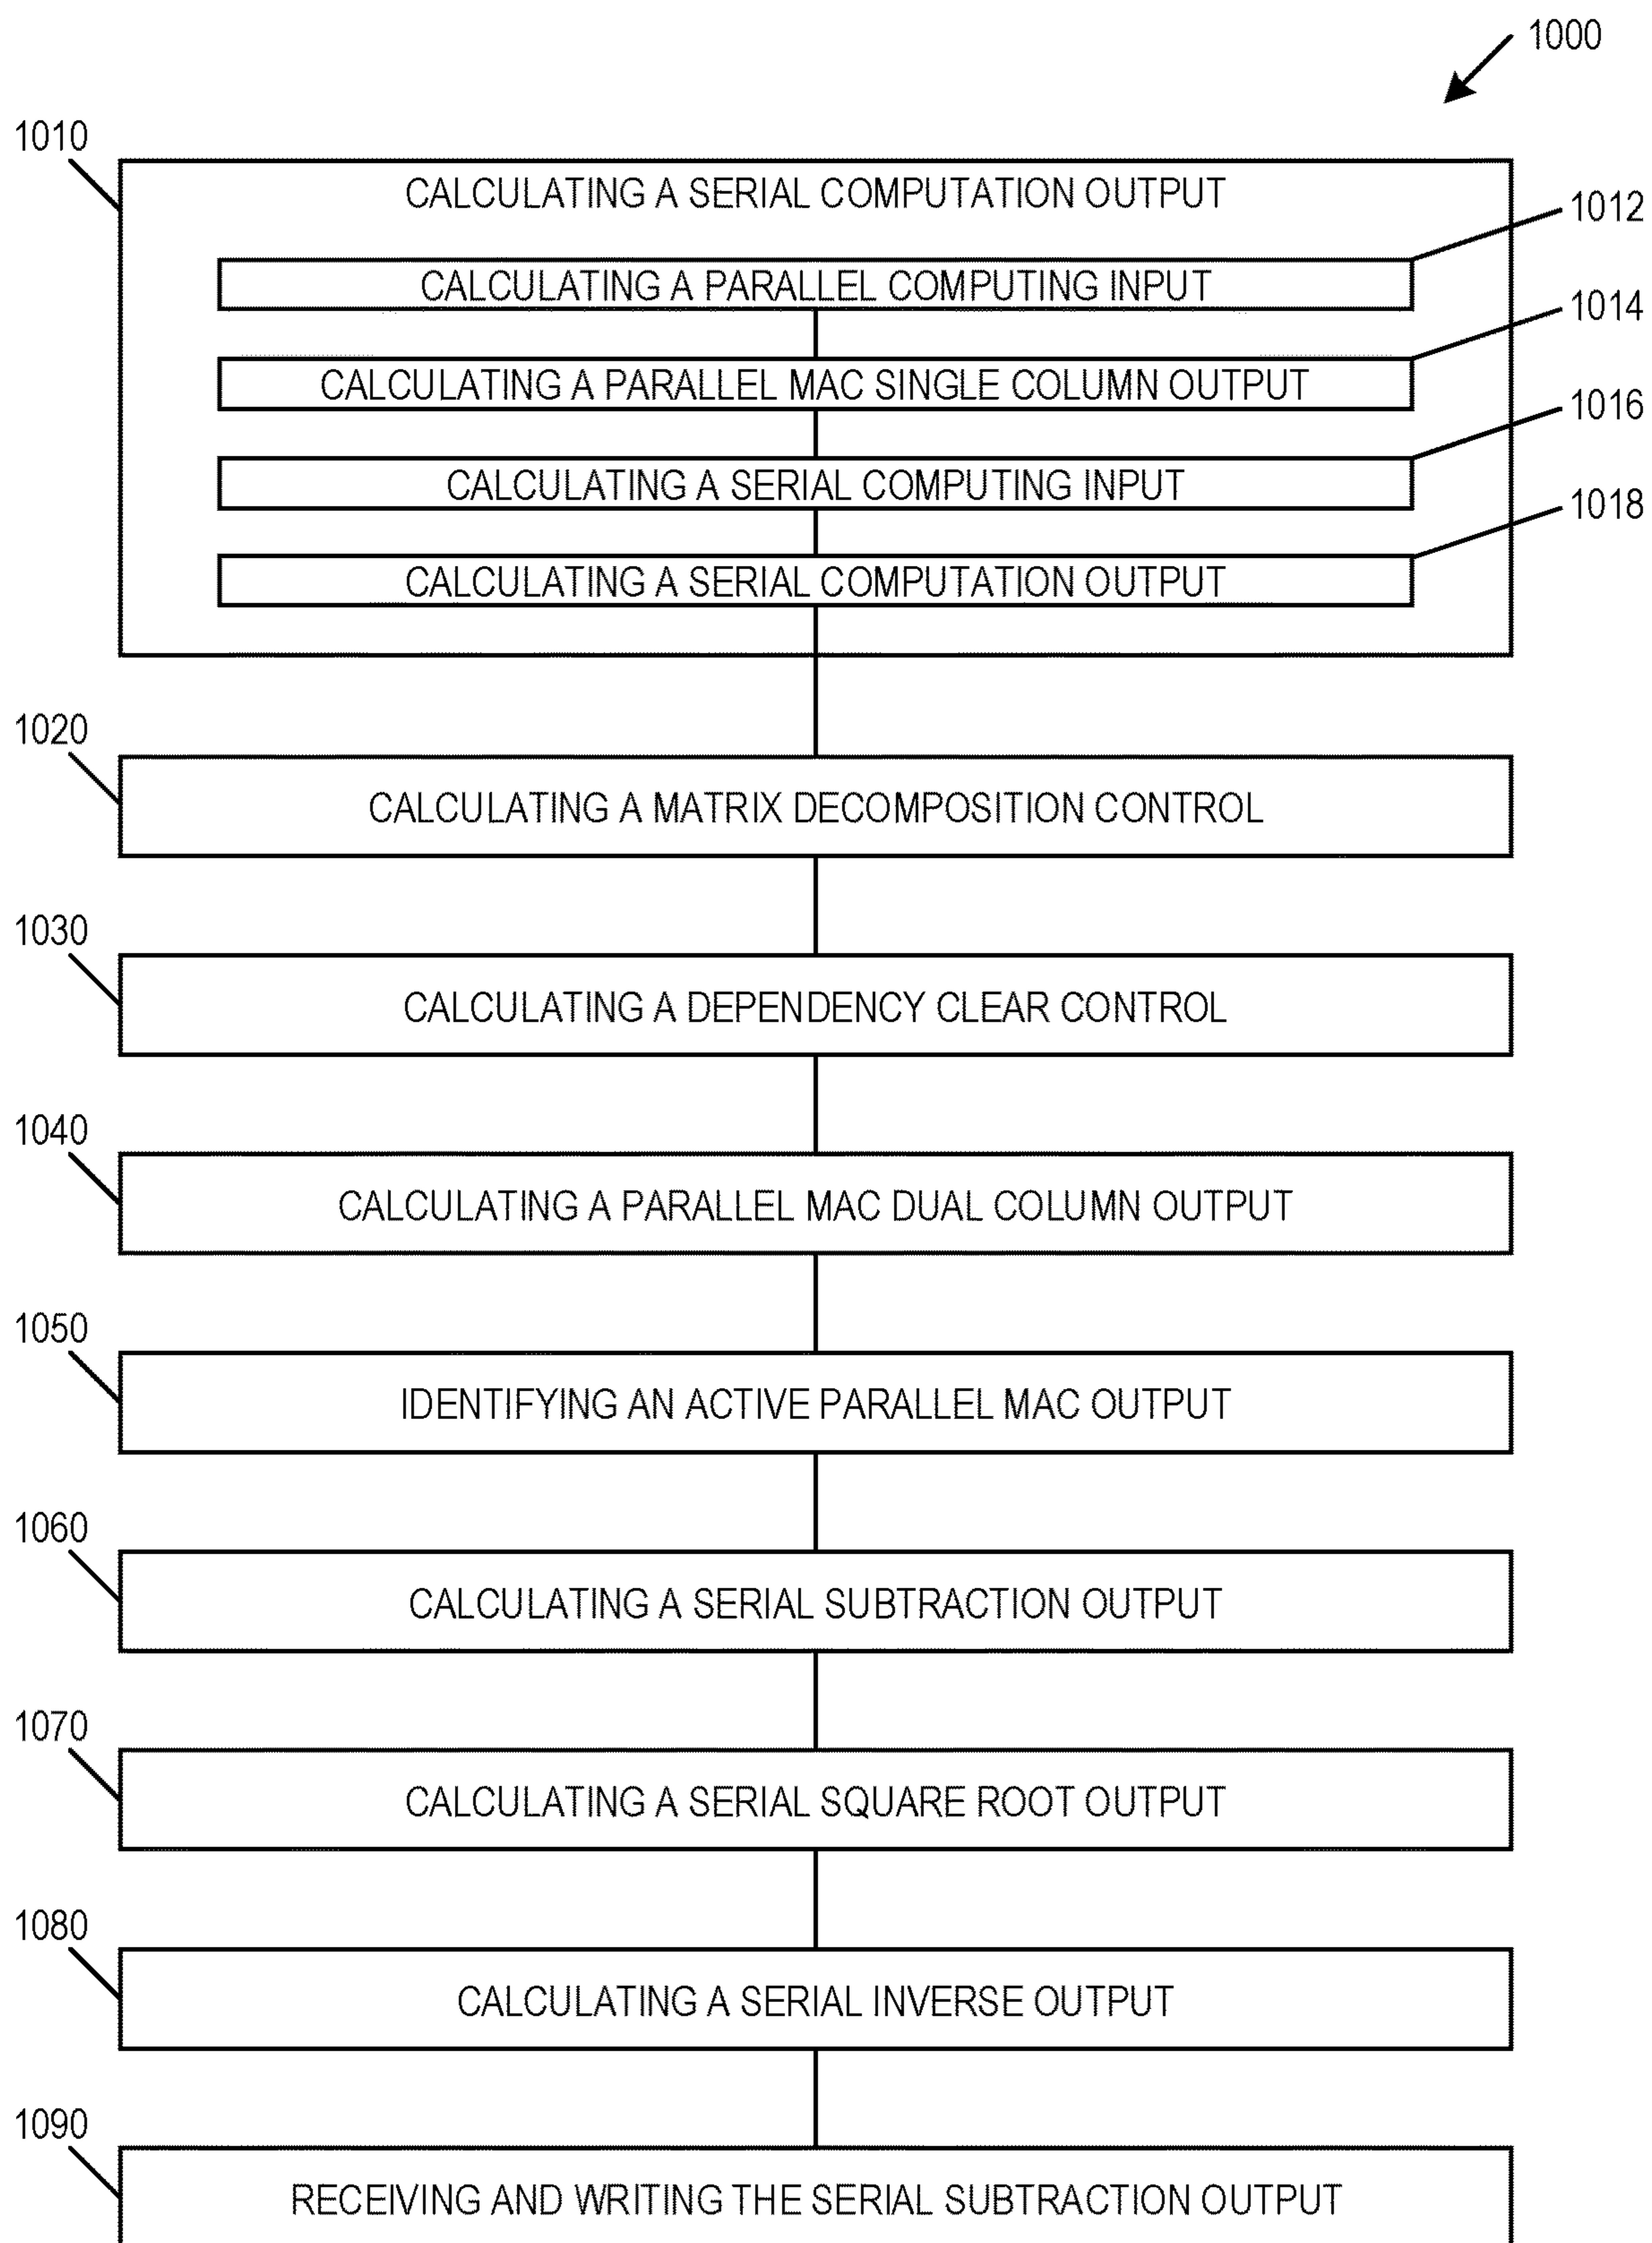 1000
1010
CALCULATING A SERIAL COMPUTATION OUTPUT
1012
CALCULATING A PARALLEL COMPUTING INPUT
1014
CALCULATING A PARALLEL MAC SINGLE COLUMN OUTPUT
1016
CALCULATING A SERIAL COMPUTING INPUT
1018
CALCULATING A SERIAL COMPUTATION OUTPUT
1020
CALCULATING A MATRIX DECOMPOSITION CONTROL
1030
CALCULATING A DEPENDENCY CLEAR CONTROL
1040
CALCULATING A PARALLEL MAC DUAL COLUMN OUTPUT
1050
IDENTIFYING AN ACTIVE PARALLEL MAC OUTPUT
1060
CALCULATING A SERIAL SUBTRACTION OUTPUT
1070
CALCULATING A SERIAL SQUARE ROOT OUTPUT
1080
CALCULATING A SERIAL INVERSE OUTPUT
1090
RECEIVING AND WRITING THE SERIAL SUBTRACTION OUTPUT